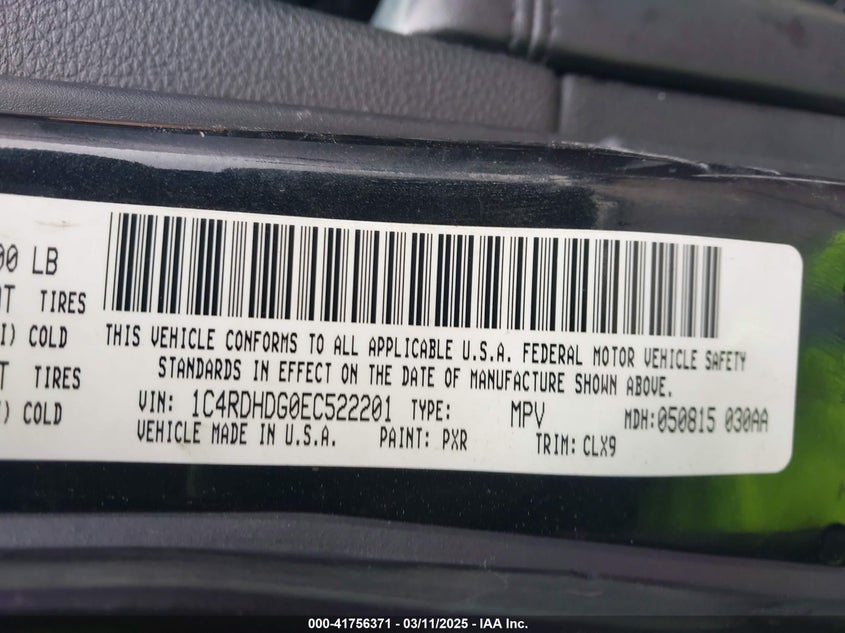 00 LB
TIRES
COLD
THIS VEHICLE CONFORMS TO ALL APPLICABLE U.S.A. FEDERAL MOTOR VEHICLE SAFETY
STANDARDS IN EFFECT ON THE DATE OF MANUFACTURE SHOWN ABOVE.
TIRES
COLD
VIN: 1C4RDHDG0EC522201 TYPE: MPV MDH:050815 030AA
VEHICLE MADE IN U.S.A. PAINT: PXR TRIM: CLX9
000-41756371 - 03/11/2025 - IAA Inc.